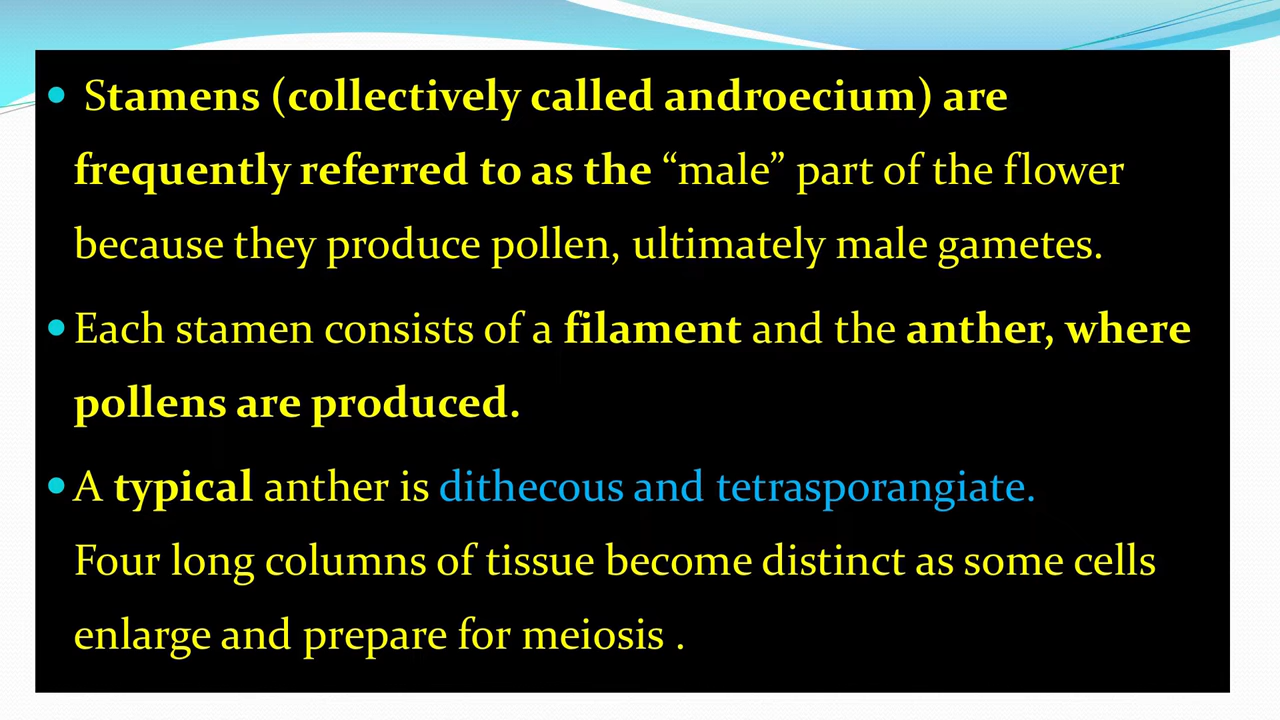 • Stamens (collectively called androecium) are
frequently referred to as the “male” part of the flower
because they produce pollen, ultimately male gametes.
• Each stamen consists of a filament and the anther, where
pollens are produced.
• A typical anther is dithecous and tetrasporangiate.
Four long columns of tissue become distinct as some cells
enlarge and prepare for meiosis .